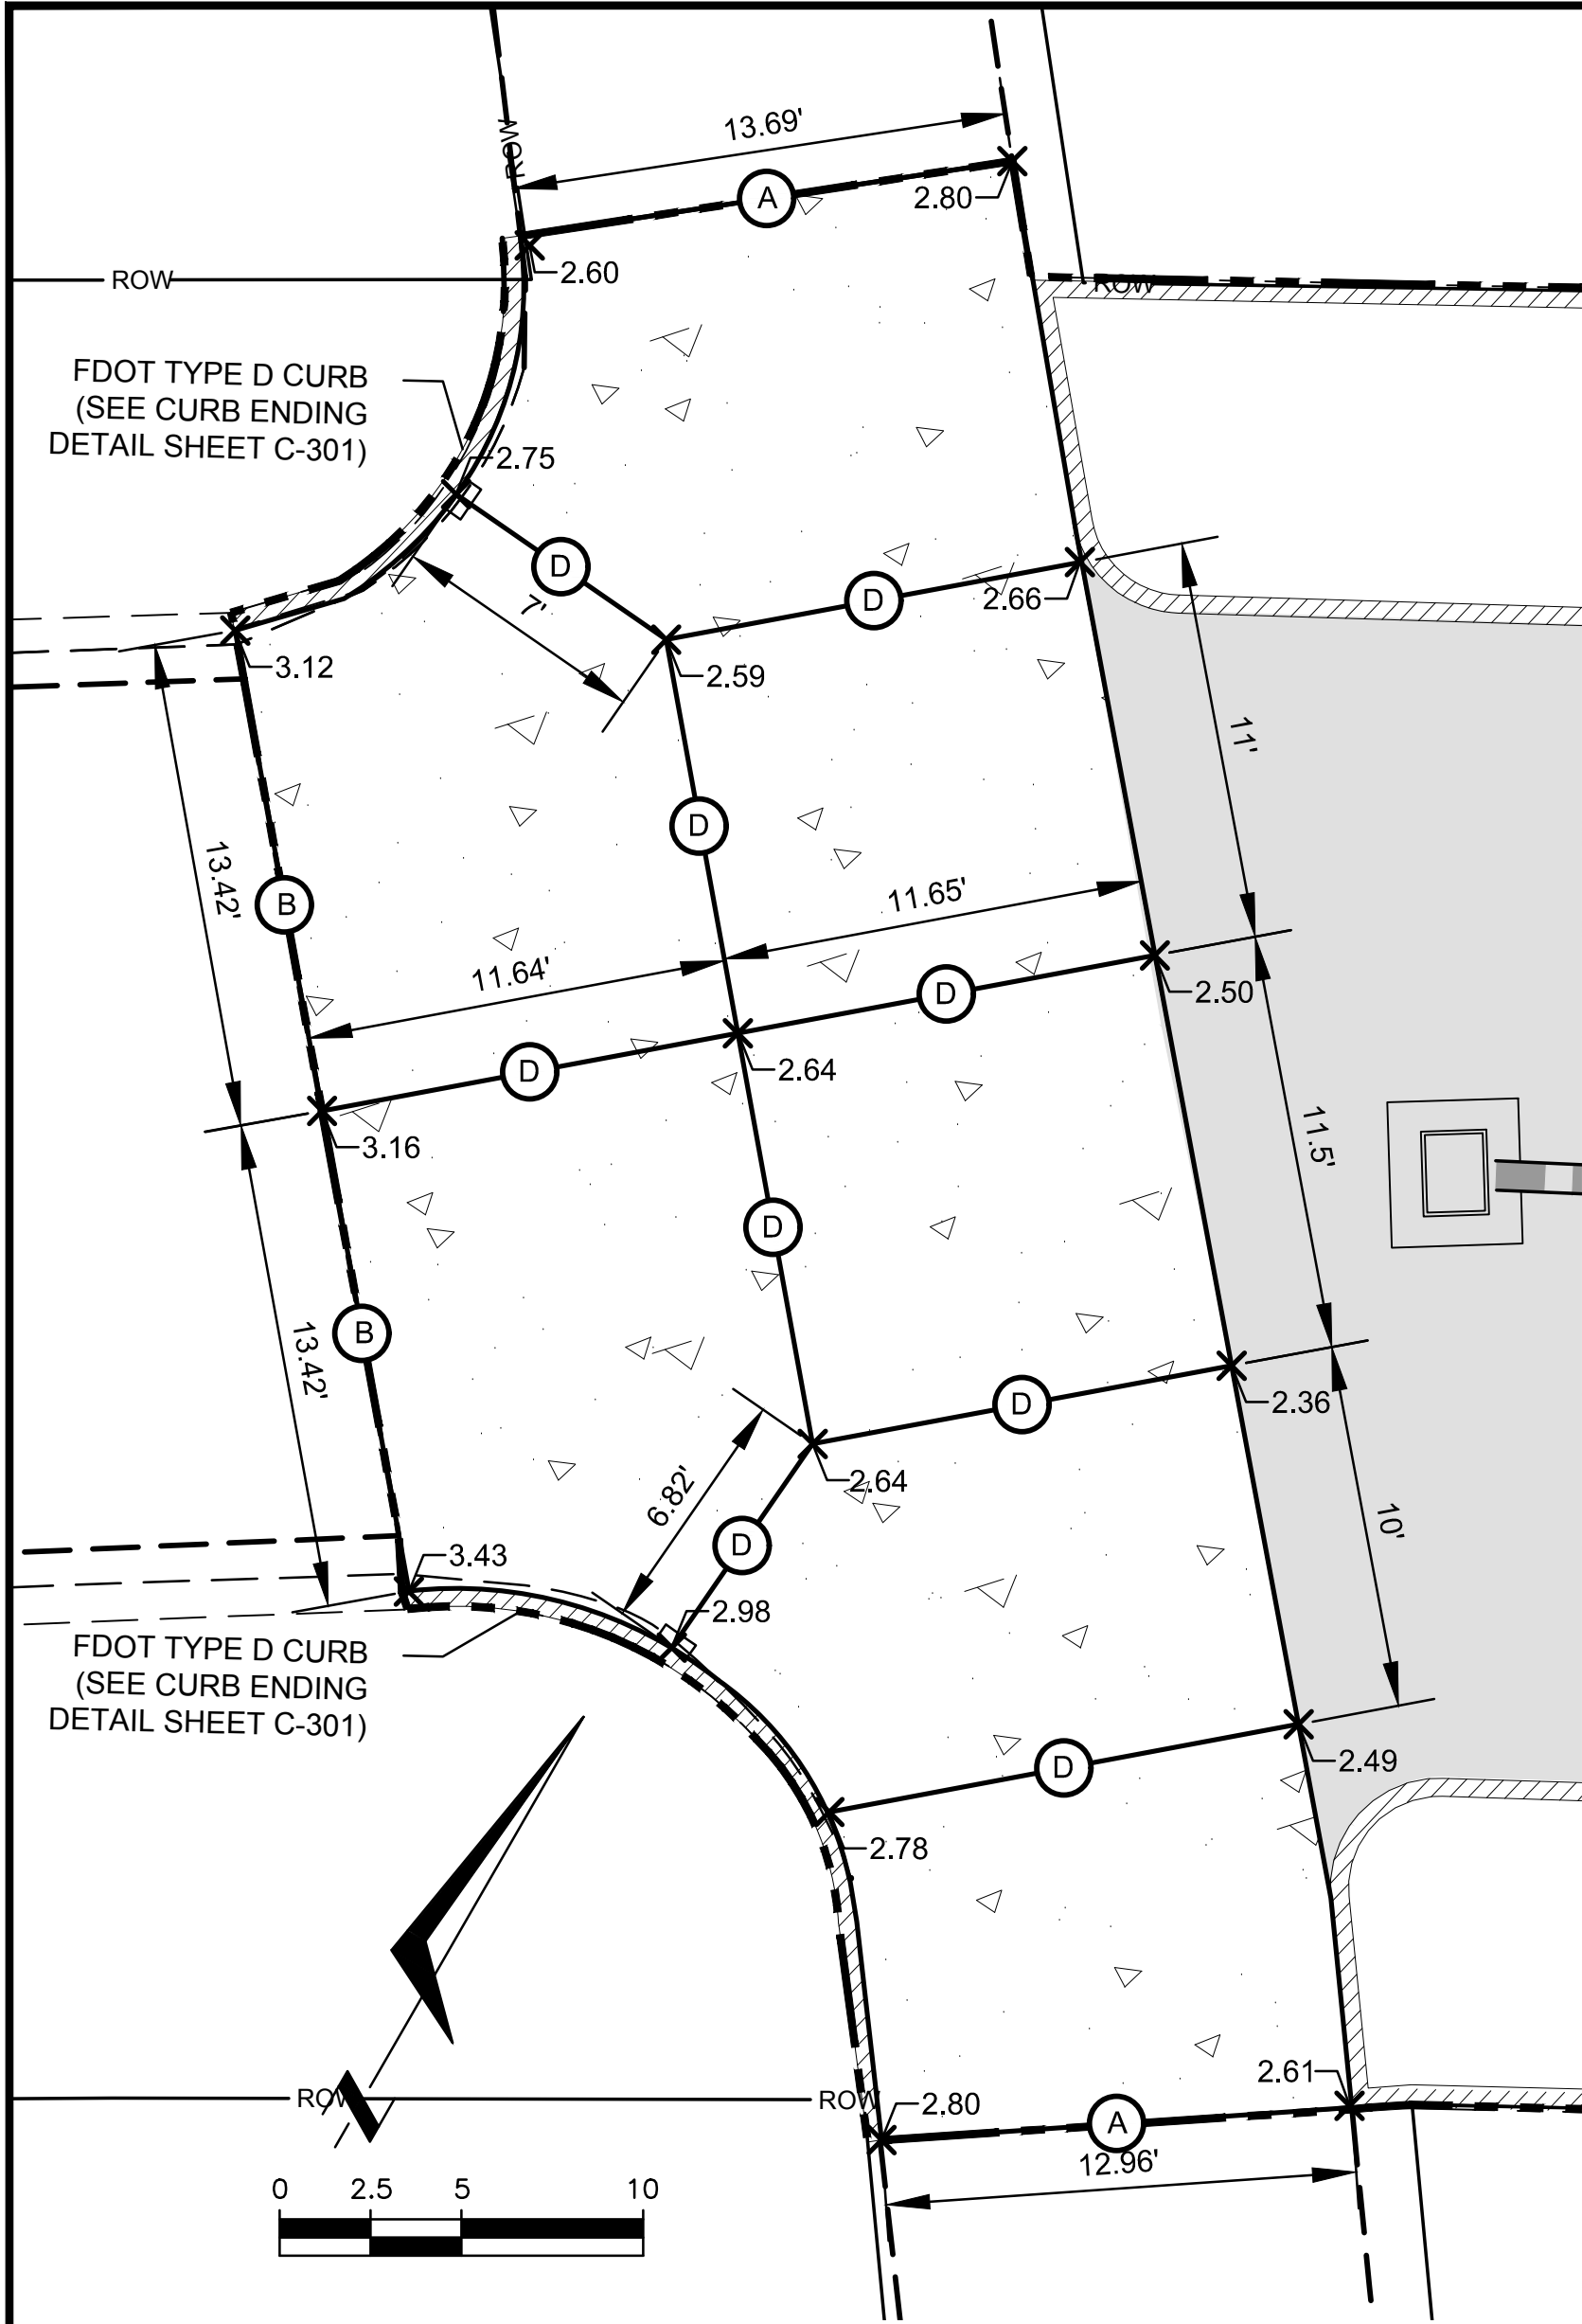 13.69'
ROW
A
2.80
2.60
ROW
ROW
FDOT TYPE D CURB
(SEE CURB ENDING
DETAIL SHEET C-301)
2.75
D
D
7'
2.66
3.12
2.59
11'
D
13.42'
B
11.65'
11.64'
D
2.50
D
2.64
3.16
11.5'
D
B
13.42'
D
2.36
2.64
6.82'
10'
D
3.43
2.98
FDOT TYPE D CURB
(SEE CURB ENDING
DETAIL SHEET C-301)
D
2.49
2.78
2.61
ROW
N
ROW
2.80
A
12.96'
0 2.5 5 10